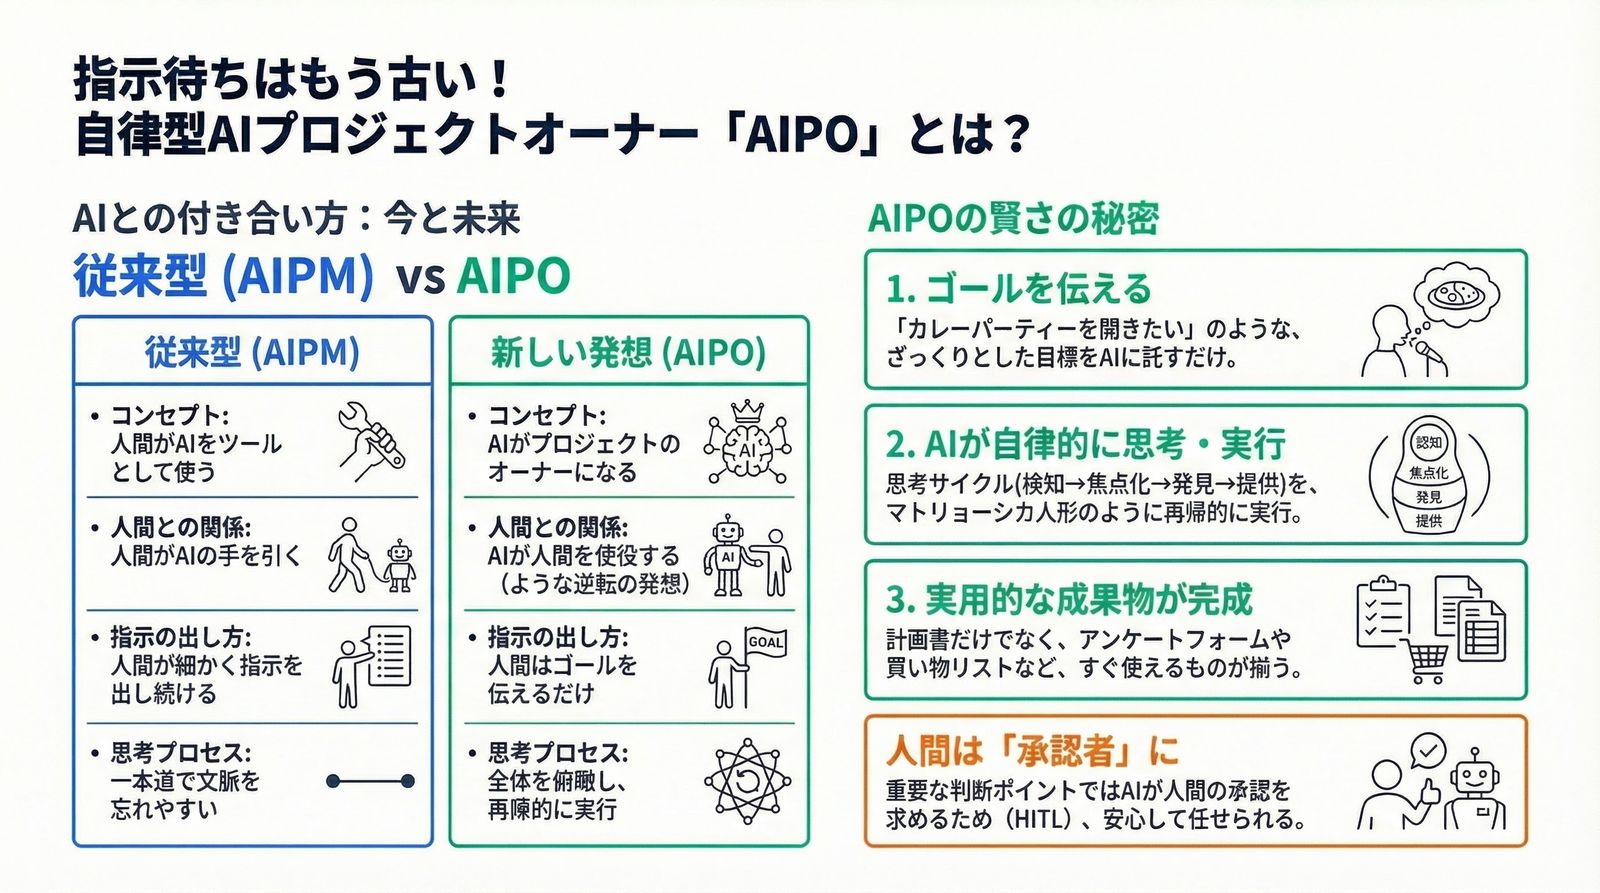 指示待ちはもう古い！
自律型AIプロジェクトオーナー「AIPO」とは？
AIとの付き合い方：今と未来
従来型 (AIPM) vs AIPO
従来型 (AIPM)
• コンセプト:
人間がAIをツール
として使う
• 人間との関係:
人間がAIの手を引く
• 指示の出し方:
人間が細かく指示を
出し続ける
• 思考プロセス:
一本道で文脈を
忘れやすい
新しい発想 (AIPO)
• コンセプト:
AIがプロジェクトの
オーナーになる
AI
• 人間との関係:
AIが人間を使役する
（ような逆転の発想）
AI
• 指示の出し方:
人間はゴールを
伝えるだけ
GOAL
• 思考プロセス:
全体を俯瞰し、
再陳的に実行
AIPOの賢さの秘密
1. ゴールを伝える
「カレーパーティーを開きたい」のような、
ざっくりとした目標をAIに託すだけ。
2. AIが自律的に思考・実行
思考サイクル(検知→焦点化→発見→提供)を、
マトリョーシカ人形のように再帰的に実行。
認知
焦点化
発見
提供
3. 実用的な成果物が完成
計画書だけでなく、アンケートフォームや
買い物リストなど、すぐ使えるものが揃う。
人間は「承認者」に
重要な判断ポイントではAIが人間の承認を
求めるため（HITL）、安心して任せられる。